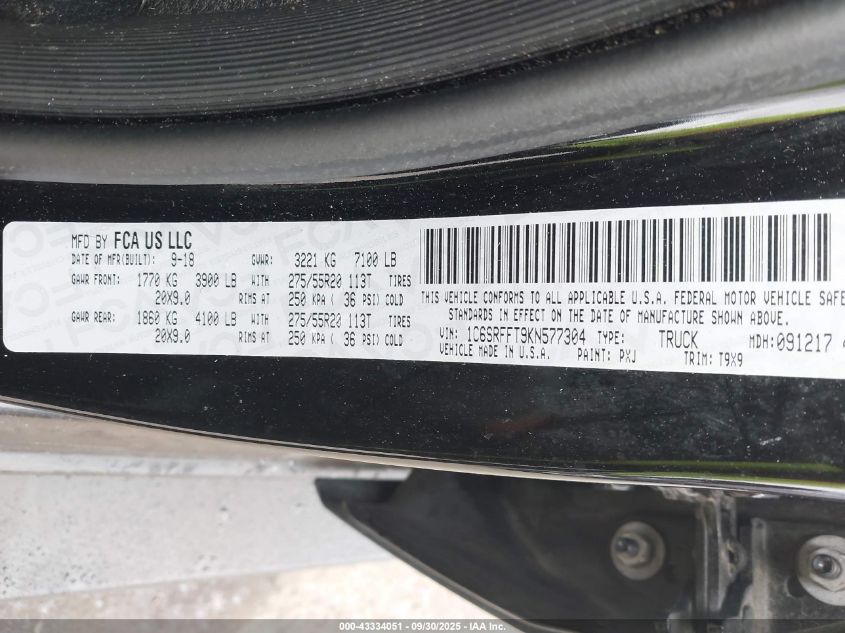 MFD BY FCA US LLC
DATE OF MFR(BUILT): 9-18 GVWR: 3221 KG 7100 LB
GAWR FRONT: 1770 KG 3900 LB WITH 275/55R20 113T TIRES
20X9.0 RIMS AT 250 KPA ( 36 PSI) COLD
GAWR REAR: 1860 KG 4100 LB WITH 275/55R20 113T TIRES
20X9.0 RIMS AT 250 KPA ( 36 PSI) COLD
THIS VEHICLE CONFORMS TO ALL APPLICABLE U.S.A. FEDERAL MOTOR VEHICLE SAFE
STANDARDS IN EFFECT ON THE DATE OF MANUFACTURE SHOWN ABOVE.
VIN: 1C6SRFFT9KN577304 TYPE: TRUCK MDH:091217 4
VEHICLE MADE IN U.S.A. PAINT: PXJ TRIM: T9X9
000-43334051 - 09/30/2025 - IAA Inc.